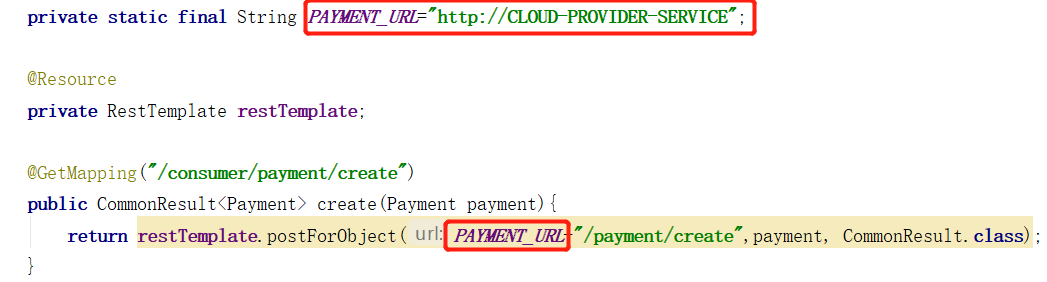 private static final String PAYMENT_URL="http://CLOUD-PROVIDER-SERVICE";
@Resource
private RestTemplate restTemplate;
@GetMapping("/consumer/payment/create")
public CommonResult<Payment> create(Payment payment){
return restTemplate.postForObject( url: PAYMENT_URL+"/payment/create",payment, CommonResult.class);
}